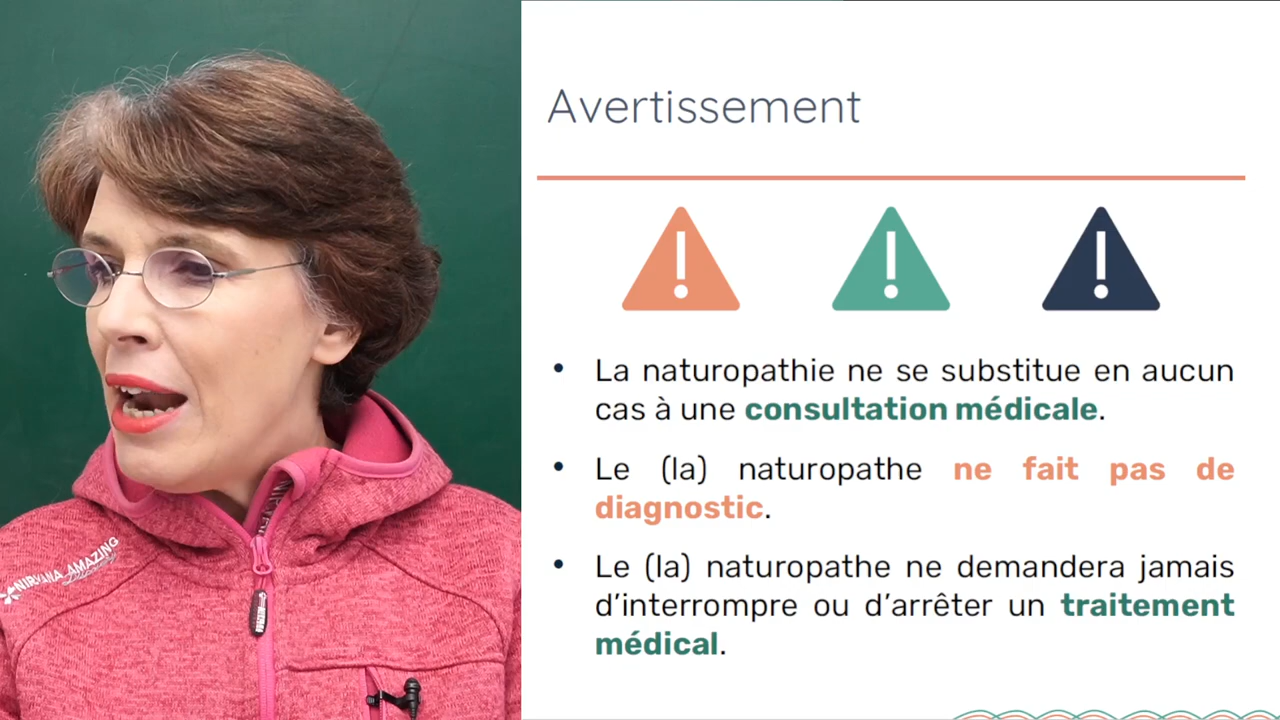 Avertissement
La naturopathie ne se substitue en aucun
cas à une consultation médicale.
Le (la) naturopathe ne fait pas de
diagnostic.
Le (la) naturopathe ne demandera jamais
d’interrompre ou d’arrêter un traitement
médical.
NIRVANA AMAZING